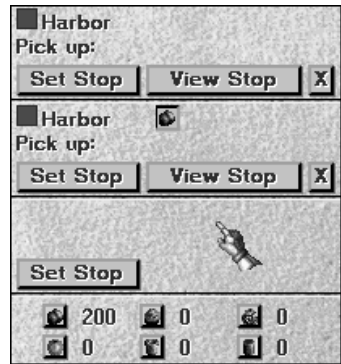 Harbor
Pick up:
Set Stop View Stop X
Harbor
Pick up:
Set Stop View Stop X
Set Stop
200 0 0
0 0 0